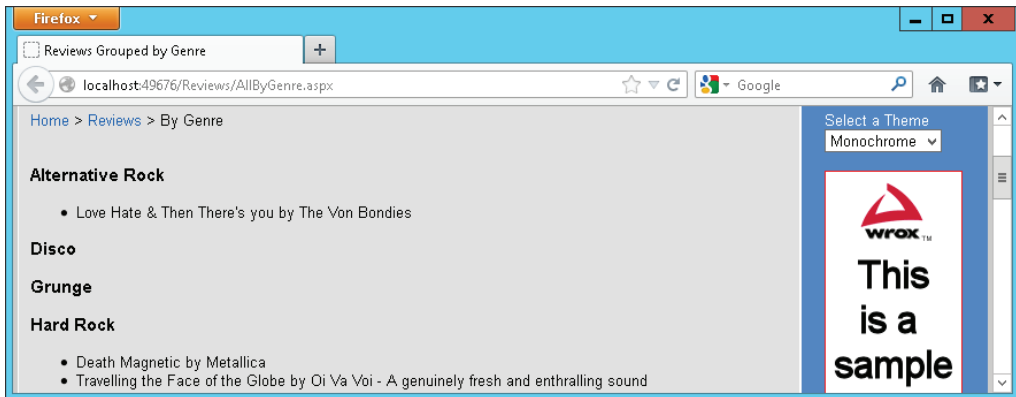 Firefox
Reviews Grouped by Genre
localhost:49676/Reviews/AllByGenre.aspx
Google
Home > Reviews > By Genre
Select a Theme
Monochrome
Alternative Rock
• Love Hate & Then There's you by The Von Bondies
Disco
Grunge
Hard Rock
• Death Magnetic by Metallica
• Travelling the Face of the Globe by Oi Va Voi - A genuinely fresh and enthralling sound
wrox™
This
is a
sample